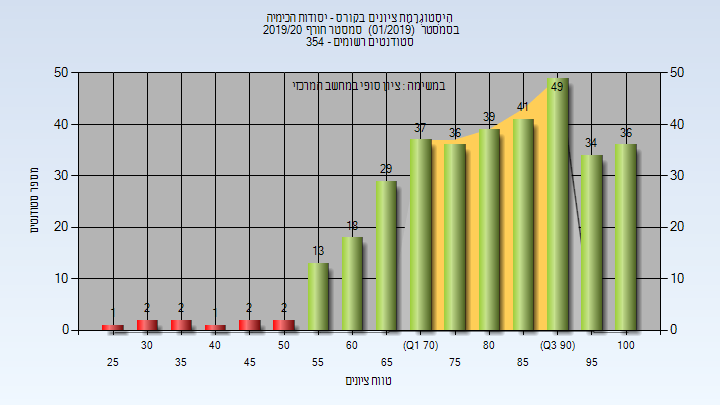 היסטוגרמת ציונים בקורס - יסודות הכימיה
בסמסטר (01/2019) סמסטר חורף 2019/20
סטודנטים רשומים - 354
במשימה : ציון סופי במחשב המרכזי
מספר סטודנטים
50 50
40 40
30 30
20 20
10 10
0 0
1 2 2 1 2 2 13 18 29 37 36 39 41 49 34 36
30 40 50 60 (Q1 70) 80 (Q3 90) 100
25 35 45 55 65 75 85 95
טווח ציונים